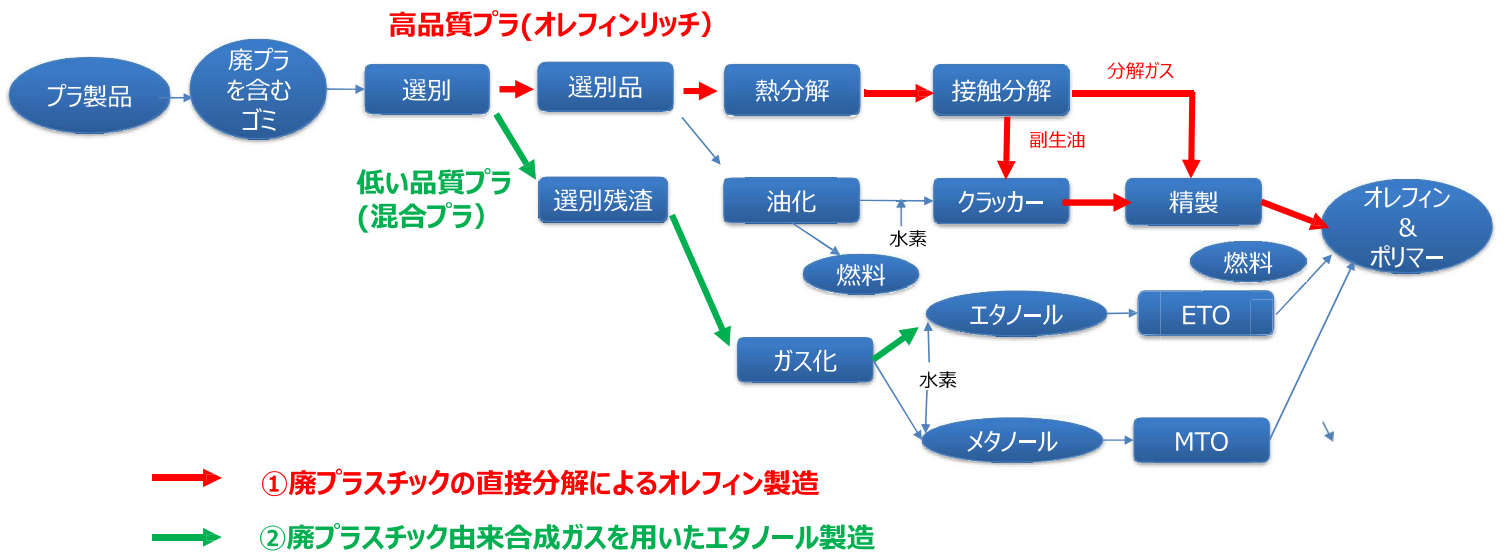 高品質プラ(オレフィンリッチ）
プラ製品
廃プラ
を含む
ゴミ
選別
選別品
熱分解
接触分解
分解ガス
副生油
低い品質プラ
(混合プラ）
選別残渣
油化
水素
クラッカー
精製
オレフィン
＆
ポリマー
燃料
燃料
エタノール
ETO
ガス化
水素
メタノール
MTO
①廃プラスチックの直接分解によるオレフィン製造
②廃プラスチック由来合成ガスを用いたエタノール製造